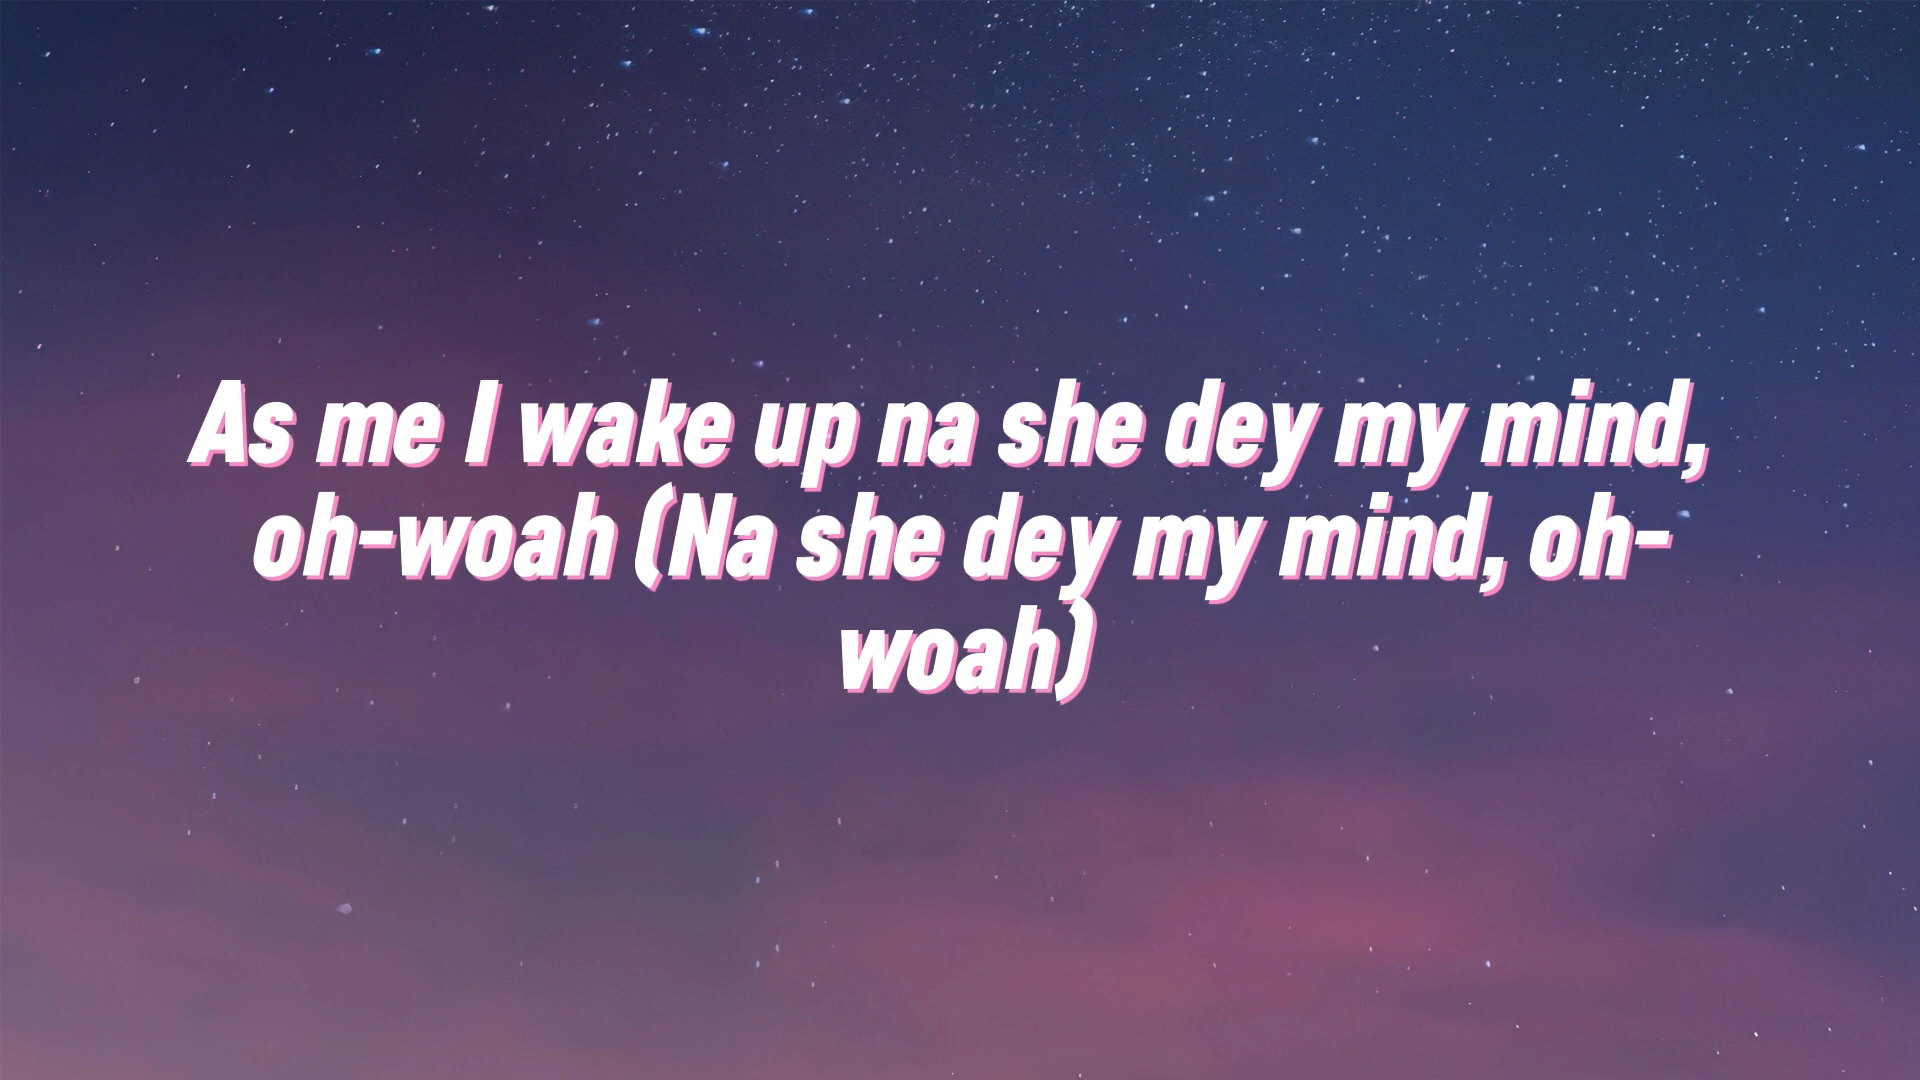 As me I wake up na she dey my mind,
oh-woah (Na she dey my mind, oh-
woah)